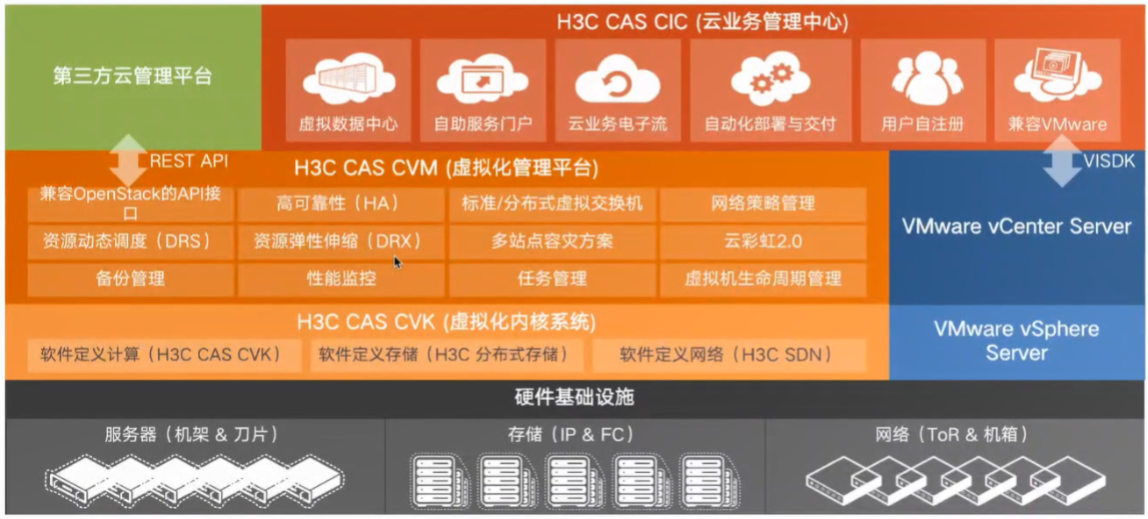 H3C CAS CIC (云业务管理中心)
第三方云管理平台
虚拟数据中心
自助服务门户
云业务电子流
自动化部署与交付
用户自注册
兼容VMware
REST API
VISDK
H3C CAS CVM (虚拟化管理平台)
兼容OpenStack的API接
口
高可靠性（HA）
标准/分布式虚拟交换机
网络策略管理
资源动态调度（DRS）
资源弹性伸缩（DRX）
多站点容灾方案
云彩虹2.0
备份管理
性能监控
任务管理
虚拟机生命周期管理
VMware vCenter Server
H3C CAS CVK (虚拟化内核系统)
软件定义计算（H3C CAS CVK）
软件定义存储（H3C 分布式存储）
软件定义网络（H3C SDN）
VMware vSphere
Server
硬件基础设施
服务器（机架 & 刀片）
存储（IP & FC）
网络（ToR & 机箱）